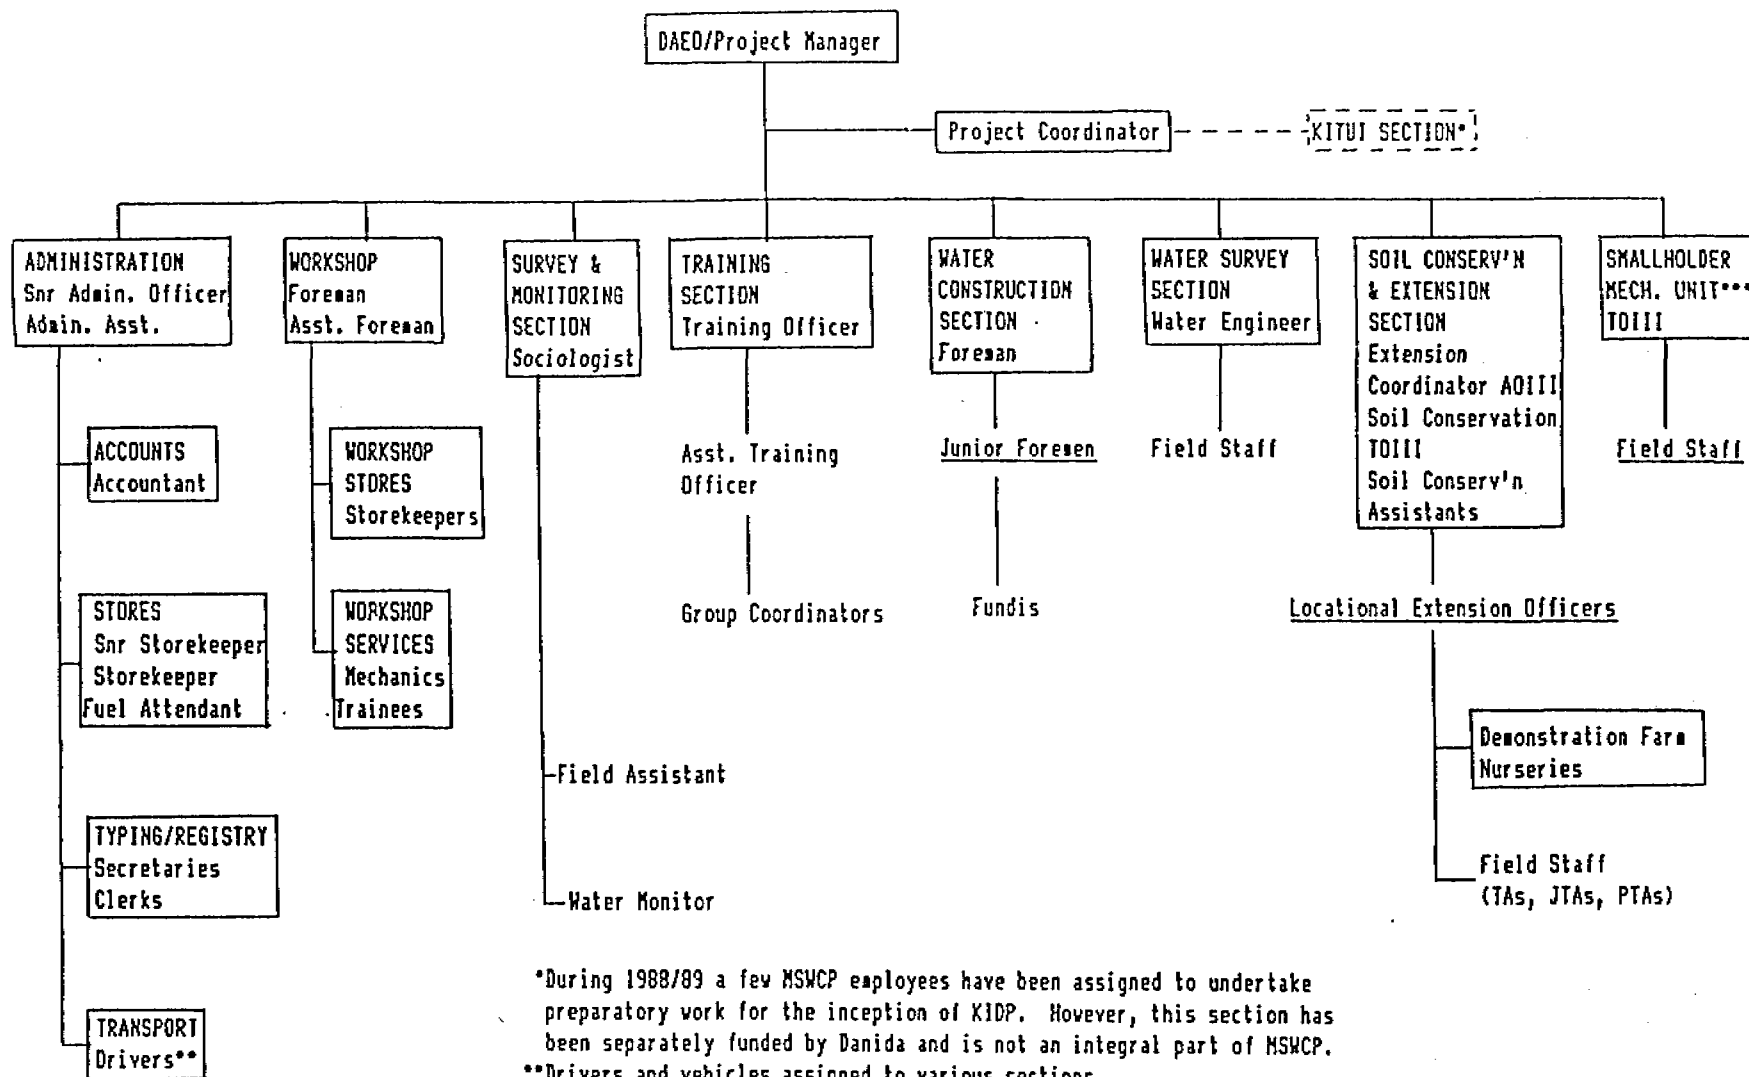 DAEO/Project Manager
Project Coordinator
KITUI SECTION*
ADMINISTRATION
Snr Admin. Officer
Admin. Asst.
WORKSHOP
Foreman
Asst. Foreman
SURVEY &
MONITORING
SECTION
Sociologist
TRAINING
SECTION
Training Officer
WATER
CONSTRUCTION
SECTION
Foreman
WATER SURVEY
SECTION
Water Engineer
SOIL CONSERV'N
& EXTENSION
SECTION
Extension
Coordinator AOIII
Soil Conservation
TOIII
Soil Conserv'n
Assistants
SMALLHOLDER
MECH. UNIT***
TOIII
ACCOUNTS
Accountant
WORKSHOP
STORES
Storekeepers
Asst. Training
Officer
Junior Foremen
Field Staff
Field Staff
STORES
Snr Storekeeper
Storekeeper
Fuel Attendant
WORKSHOP
SERVICES
Mechanics
Trainees
Group Coordinators
Fundis
Locational Extension Officers
Demonstration Farm
Nurseries
Field Assistant
TYPING/REGISTRY
Secretaries
Clerks
Water Monitor
Field Staff
(TAs, JTAs, PTAs)
TRANSPORT
Drivers**
*During 1988/89 a few MSWCP employees have been assigned to undertake
preparatory work for the inception of KIDP. However, this section has
been separately funded by Danida and is not an integral part of MSWCP.
**Drivers and vehicles assigned to various sections